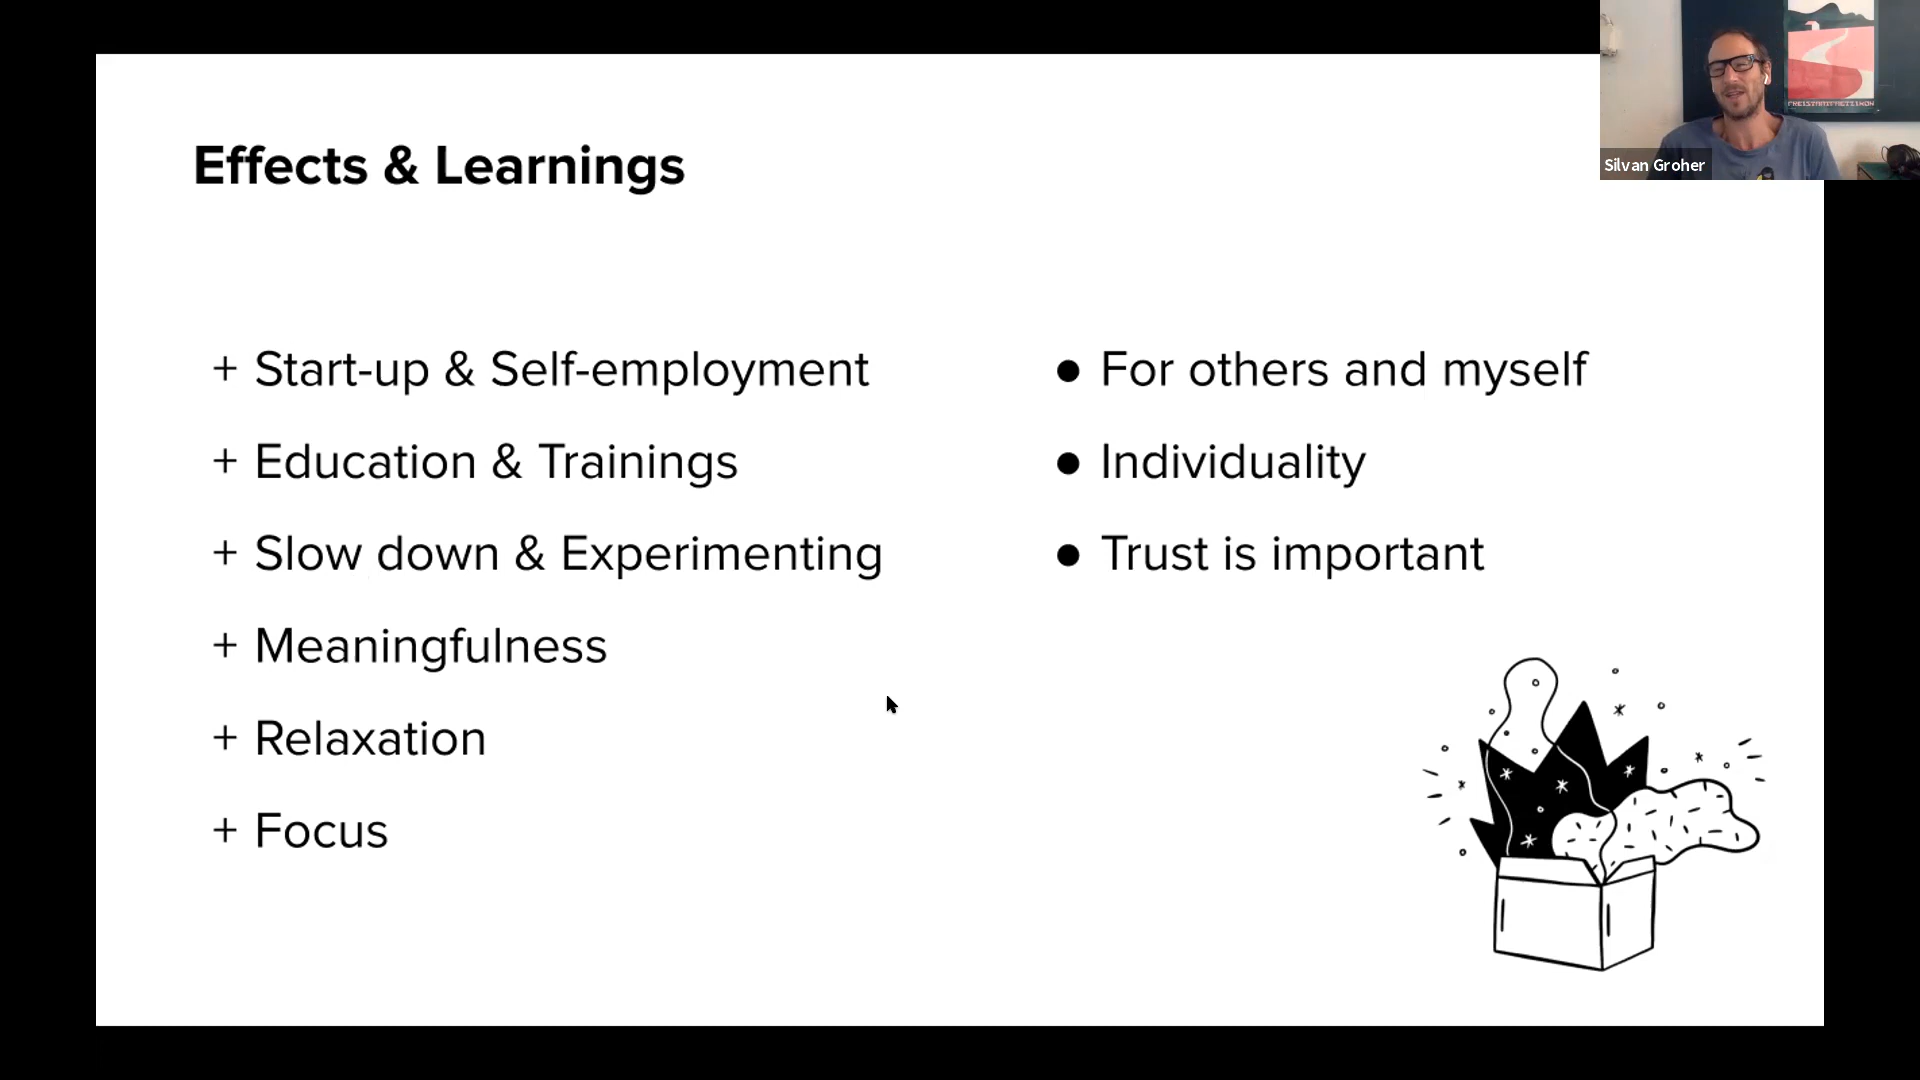 Effects & Learnings
+ Start-up & Self-employment
+ Education & Trainings
+ Slow down & Experimenting
+ Meaningfulness
+ Relaxation
+ Focus
● For others and myself
● Individuality
● Trust is important
Silvan Groher